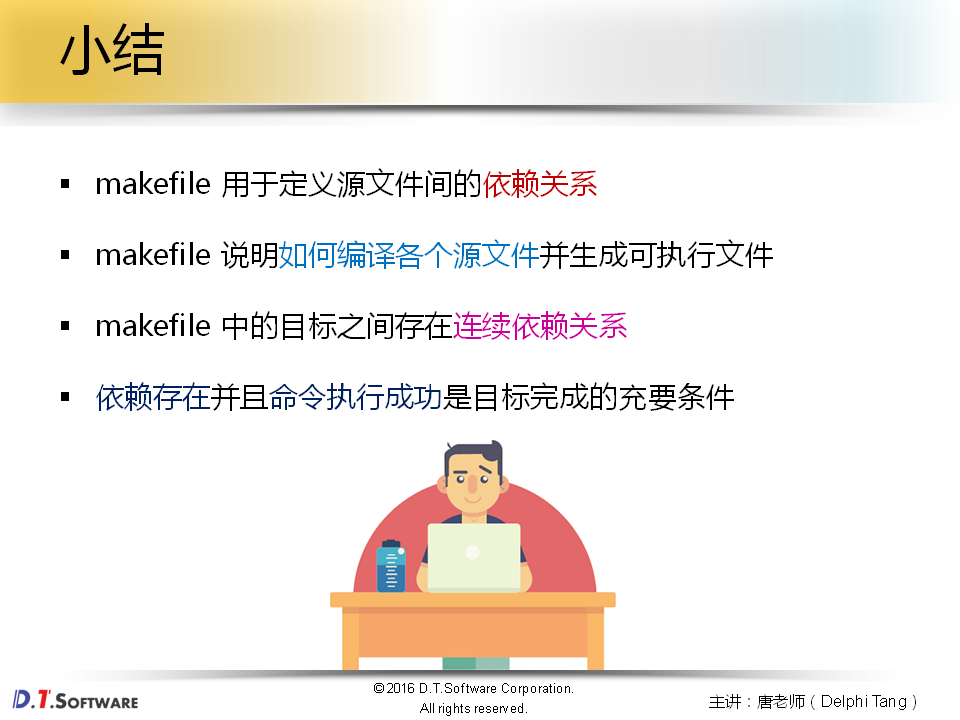 小结
▪ makefile 用于定义源文件间的依赖关系
▪ makefile 说明如何编译各个源文件并生成可执行文件
▪ makefile 中的目标之间存在连续依赖关系
▪ 依赖存在并且命令执行成功是目标完成的充要条件
D.T.SOFTWARE
©2016 D.T.Software Corporation.
All rights reserved.
主讲：唐老师（Delphi Tang）